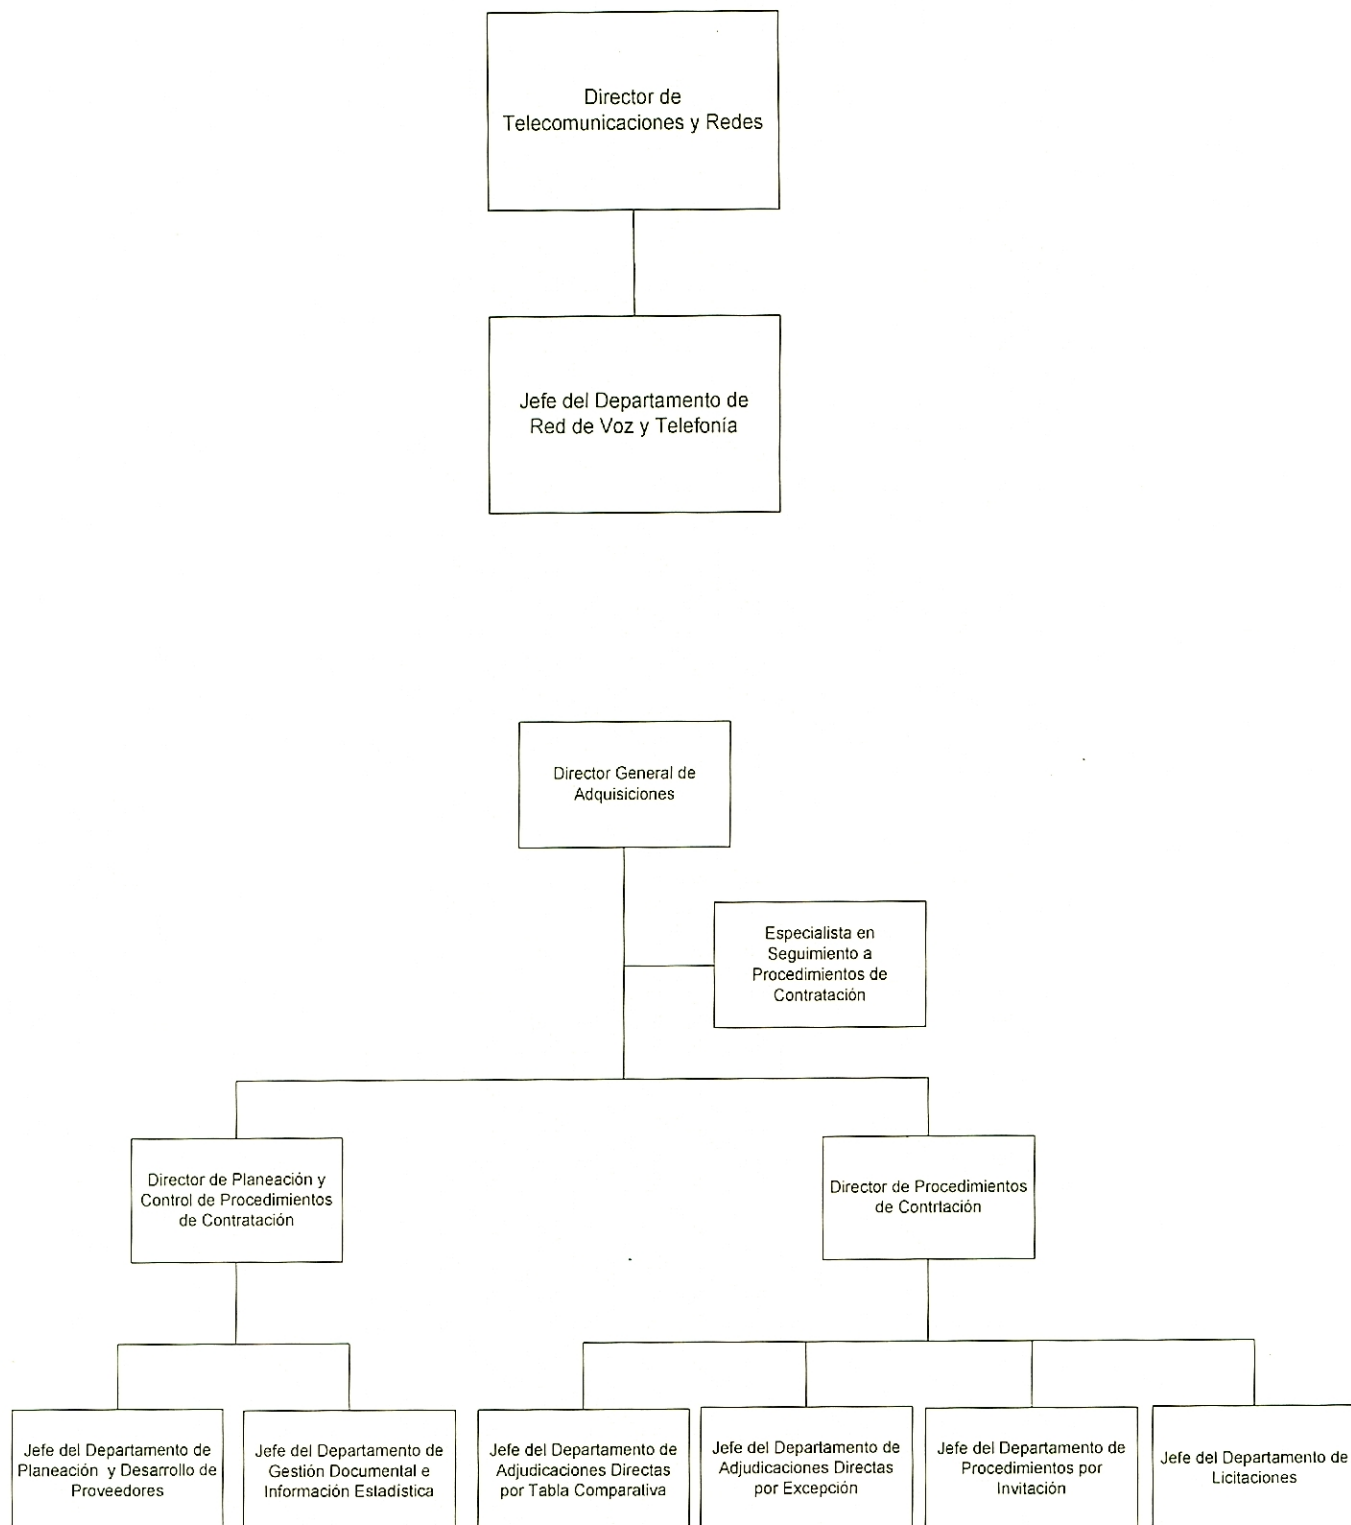 Director de
Telecomunicaciones y Redes
Jefe del Departamento de
Red de Voz y Telefonía
Director General de
Adquisiciones
Especialista en
Seguimiento a
Procedimientos de
Contratación
Director de Planeación y
Control de Procedimientos
de Contratación
Director de Procedimientos
de Contrtación
Jefe del Departamento de
Planeación y Desarrollo de
Proveedores
Jefe del Departamento de
Gestión Documental e
Información Estadística
Jefe del Departamento de
Adjudicaciones Directas
por Tabla Comparativa
Jefe del Departamento de
Adjudicaciones Directas
por Excepción
Jefe del Departamento de
Procedimientos por
Invitación
Jefe del Departamento de
Licitaciones